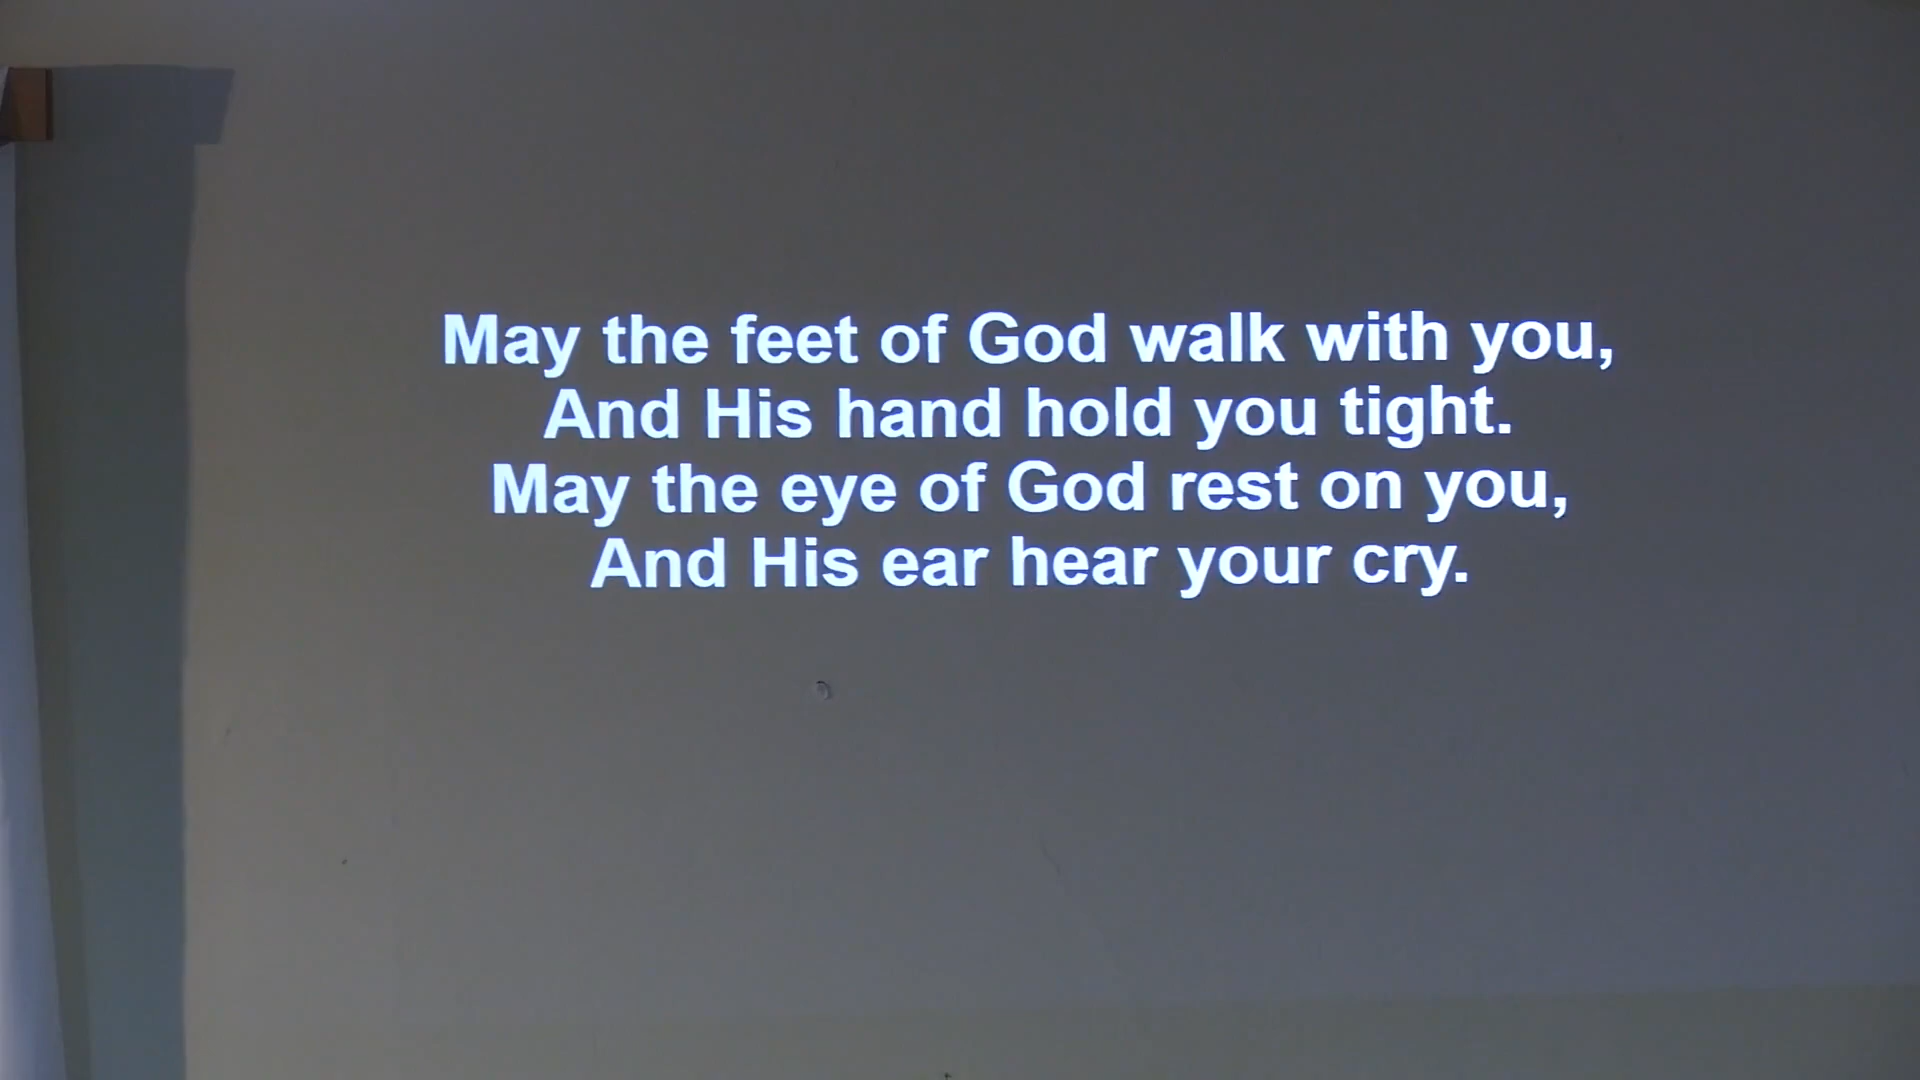 May the feet of God walk with you,
And His hand hold you tight.
May the eye of God rest on you,
And His ear hear your cry.